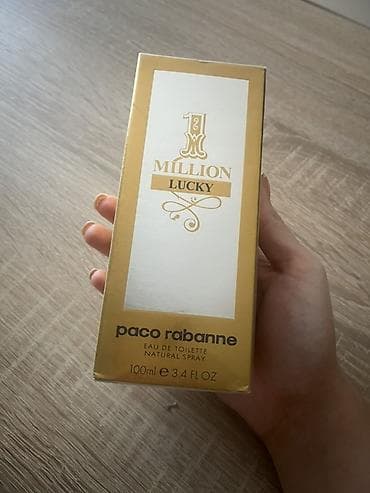 1
MILLION
LUCKY
paco rabanne
EAU DE TOILETTE
NATURAL SPRAY
100ml e 3.4 FL OZ